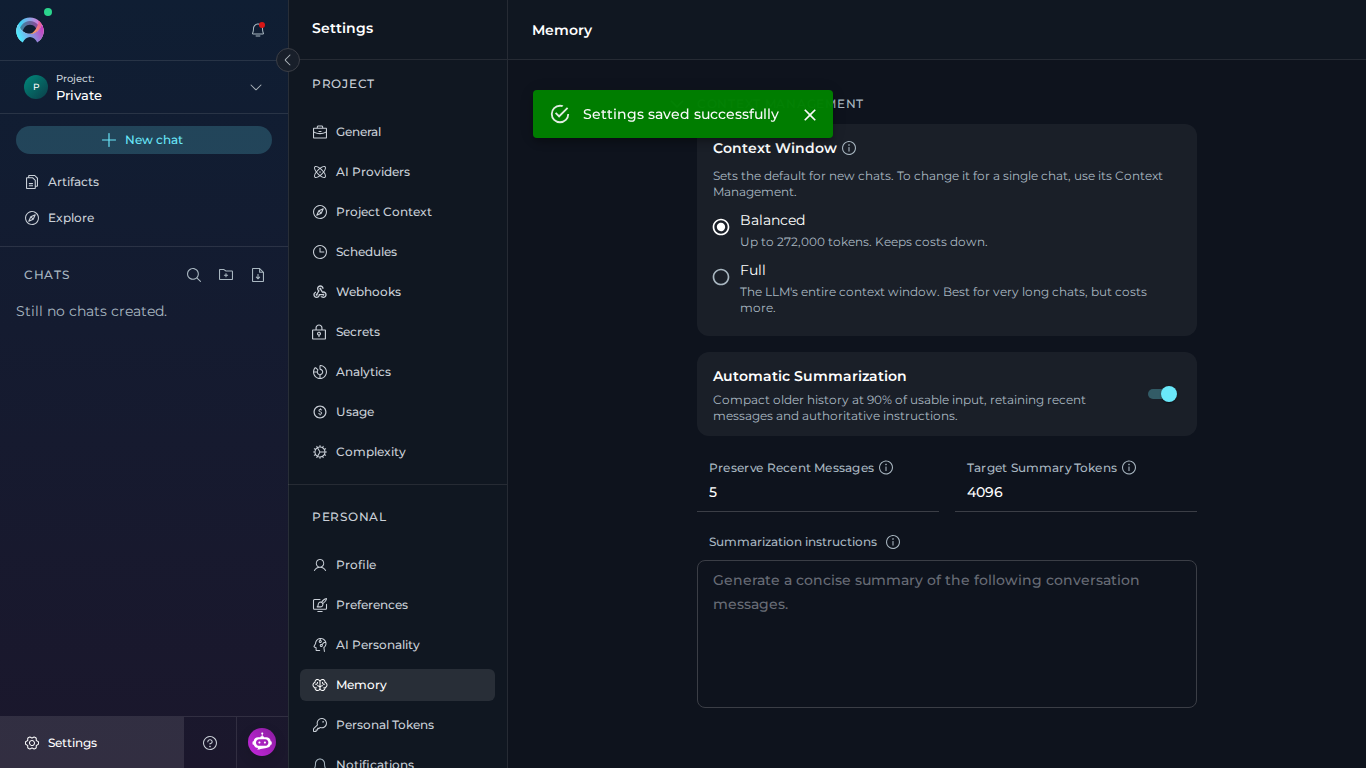 Project:
P
Private
New chat
Artifacts
Explore
CHATS
Still no chats created.
Settings
Settings
PROJECT
General
AI Providers
Project Context
Schedules
Webhooks
Secrets
Analytics
Usage
Complexity
PERSONAL
Profile
Preferences
AI Personality
Memory
Personal Tokens
Notifications
Memory
Settings saved successfully
Context Window
Sets the default for new chats. To change it for a single chat, use its Context
Management.
Balanced
Up to 272,000 tokens. Keeps costs down.
Full
The LLM's entire context window. Best for very long chats, but costs
more.
Automatic Summarization
Compact older history at 90% of usable input, retaining recent
messages and authoritative instructions.
Preserve Recent Messages
5
Target Summary Tokens
4096
Summarization instructions
Generate a concise summary of the following conversation
messages.